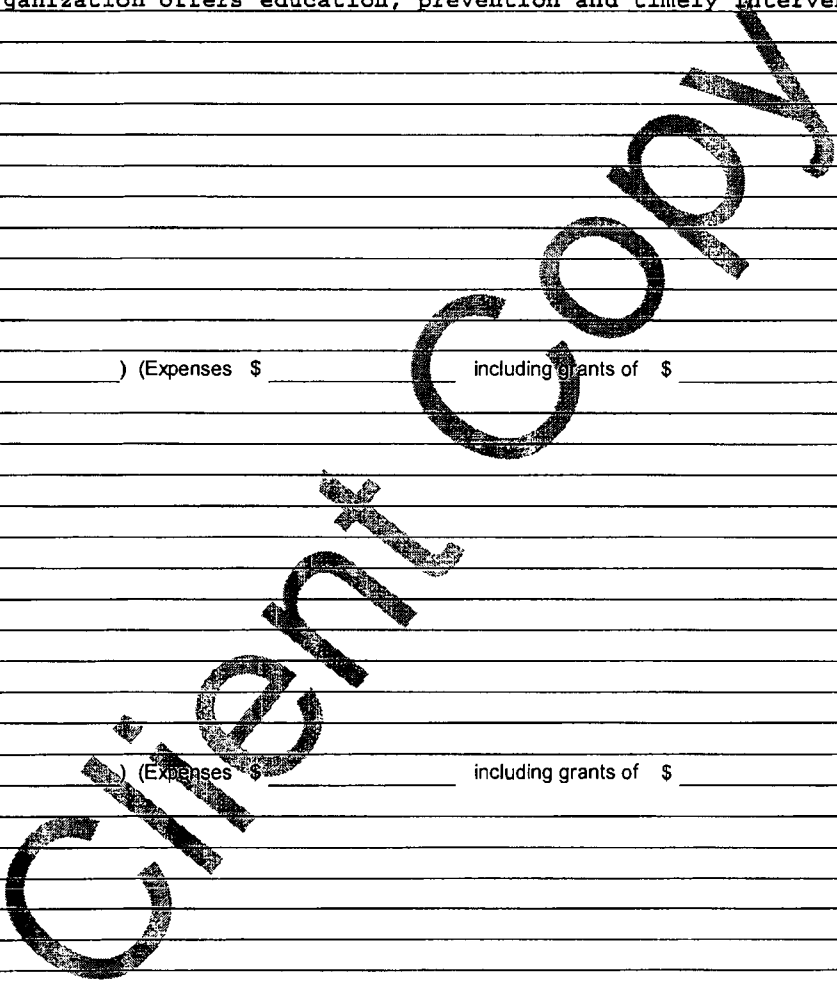 ganization offers education, prevention and timely interve
) (Expenses $ including grants of $
) (Expenses $ including grants of $
Client Copy